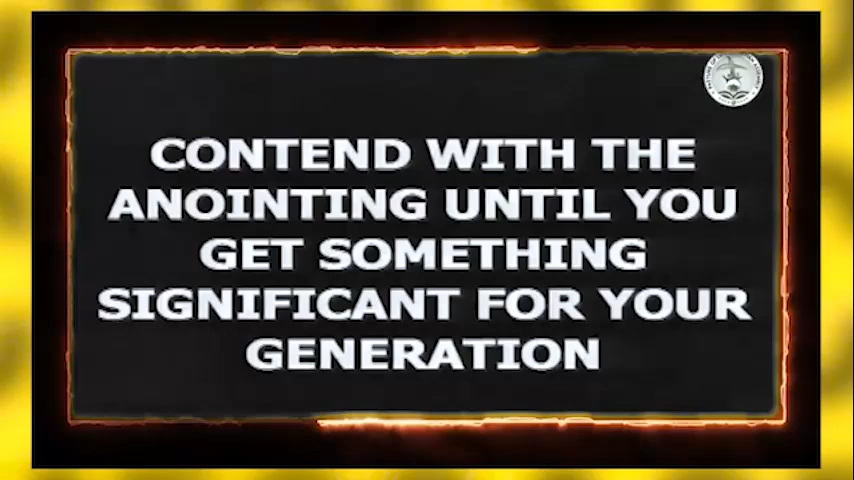 CONTEND WITH THE
ANOINTING UNTIL YOU
GET SOMETHING
SIGNIFICANT FOR YOUR
GENERATION